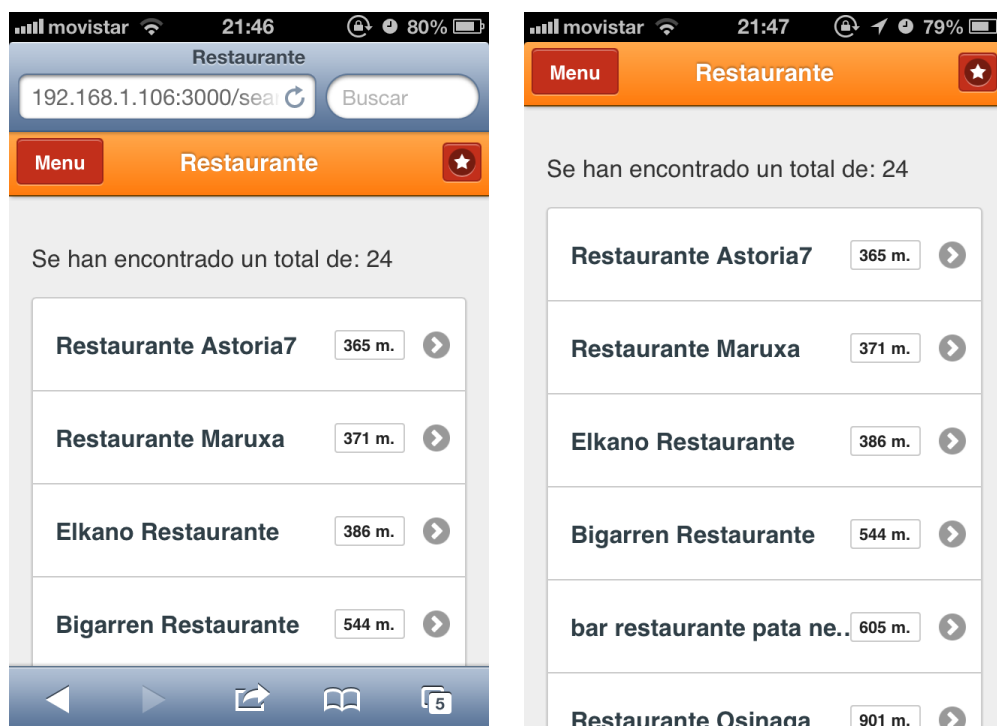 movistar 21:46 80%
Restaurante
192.168.1.106:3000/sea
Buscar
Menu Restaurante
Se han encontrado un total de: 24
Restaurante Astoria7 365 m.
Restaurante Maruxa 371 m.
Elkano Restaurante 386 m.
Bigarren Restaurante 544 m.
5
movistar 21:47 79%
Menu Restaurante
Se han encontrado un total de: 24
Restaurante Astoria7 365 m.
Restaurante Maruxa 371 m.
Elkano Restaurante 386 m.
Bigarren Restaurante 544 m.
bar restaurante pata ne... 605 m.
Restaurante Osinaga 901 m.